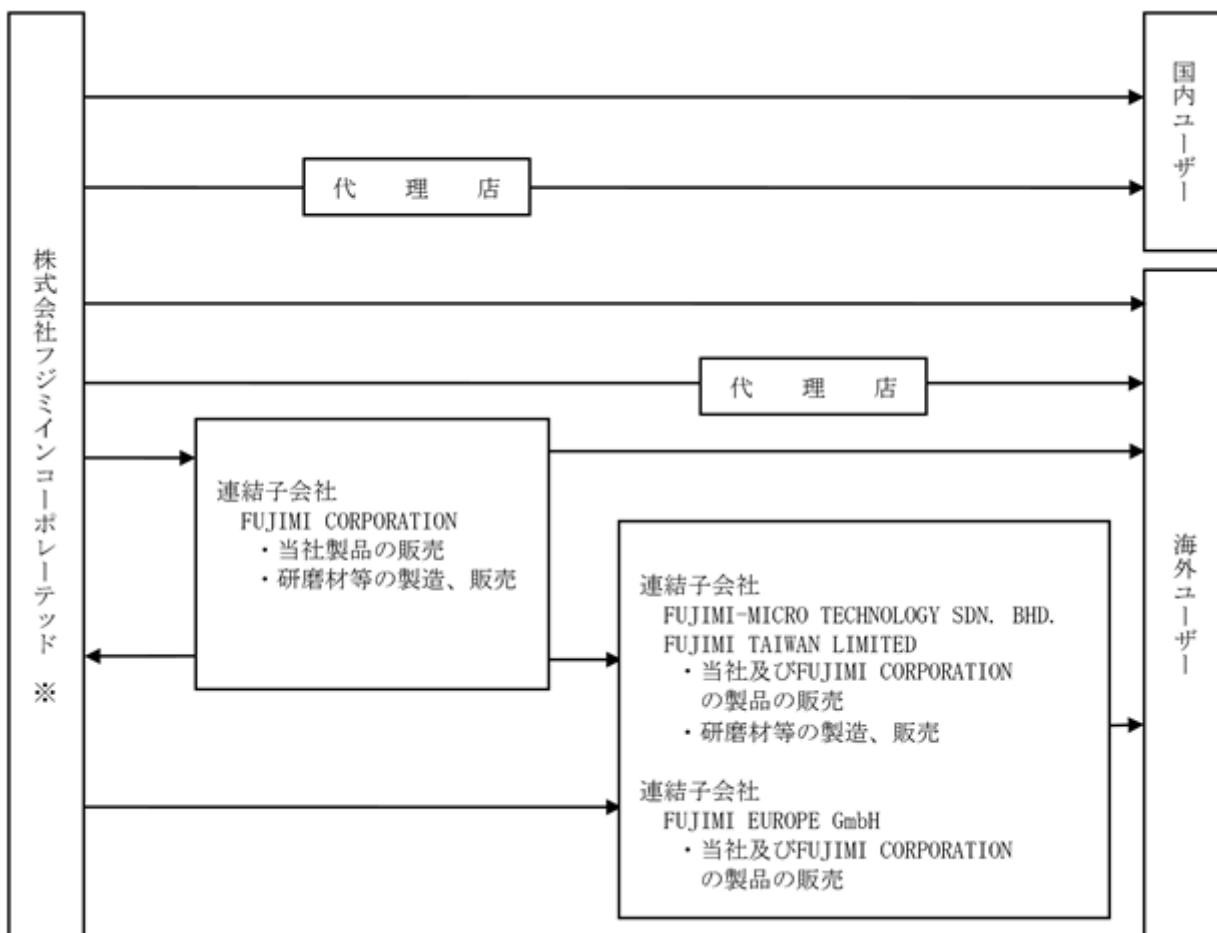 株式会社フジミインコーポレーテッド ※
国内ユーザー
代 理 店
海外ユーザー
代 理 店
連結子会社
FUJIMI CORPORATION
・当社製品の販売
・研磨材等の製造、販売
連結子会社
FUJIMI-MICRO TECHNOLOGY SDN. BHD.
FUJIMI TAIWAN LIMITED
・当社及びFUJIMI CORPORATION
の製品の販売
・研磨材等の製造、販売
連結子会社
FUJIMI EUROPE GmbH
・当社及びFUJIMI CORPORATION
の製品の販売